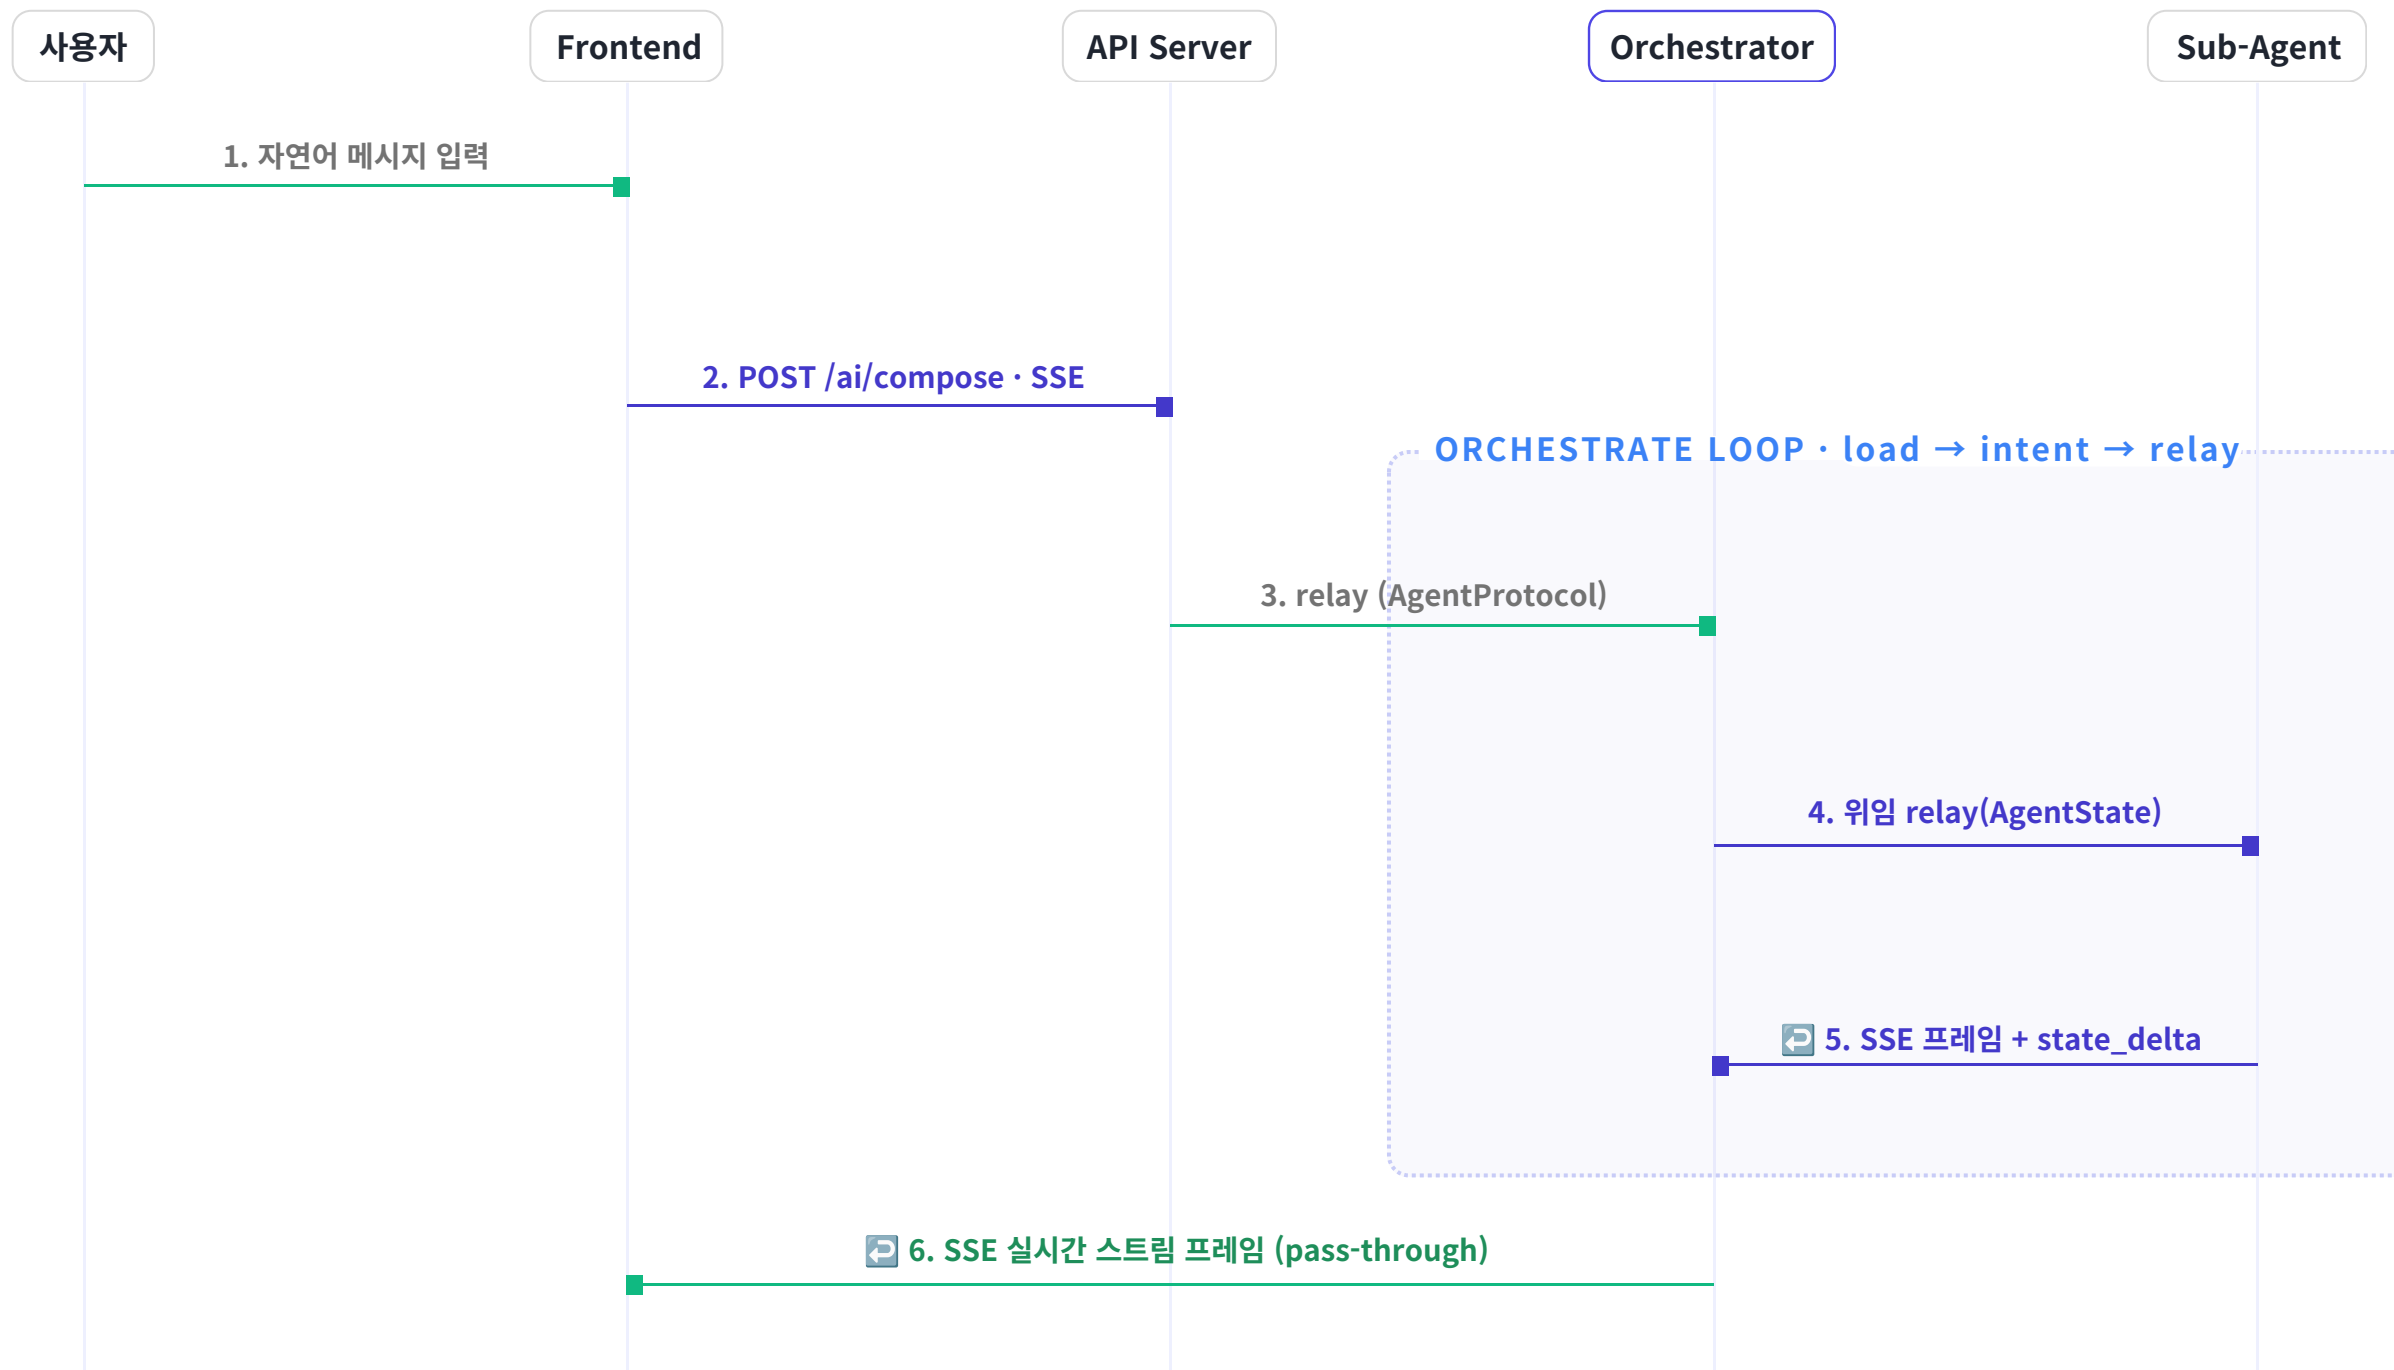 사용자
Frontend
API Server
Orchestrator
Sub-Agent
1. 자연어 메시지 입력
2. POST /ai/compose · SSE
ORCHESTRATE LOOP · load → intent → relay
3. relay (AgentProtocol)
4. 위임 relay(AgentState)
↩️ 5. SSE 프레임 + state_delta
↩️ 6. SSE 실시간 스트림 프레임 (pass-through)